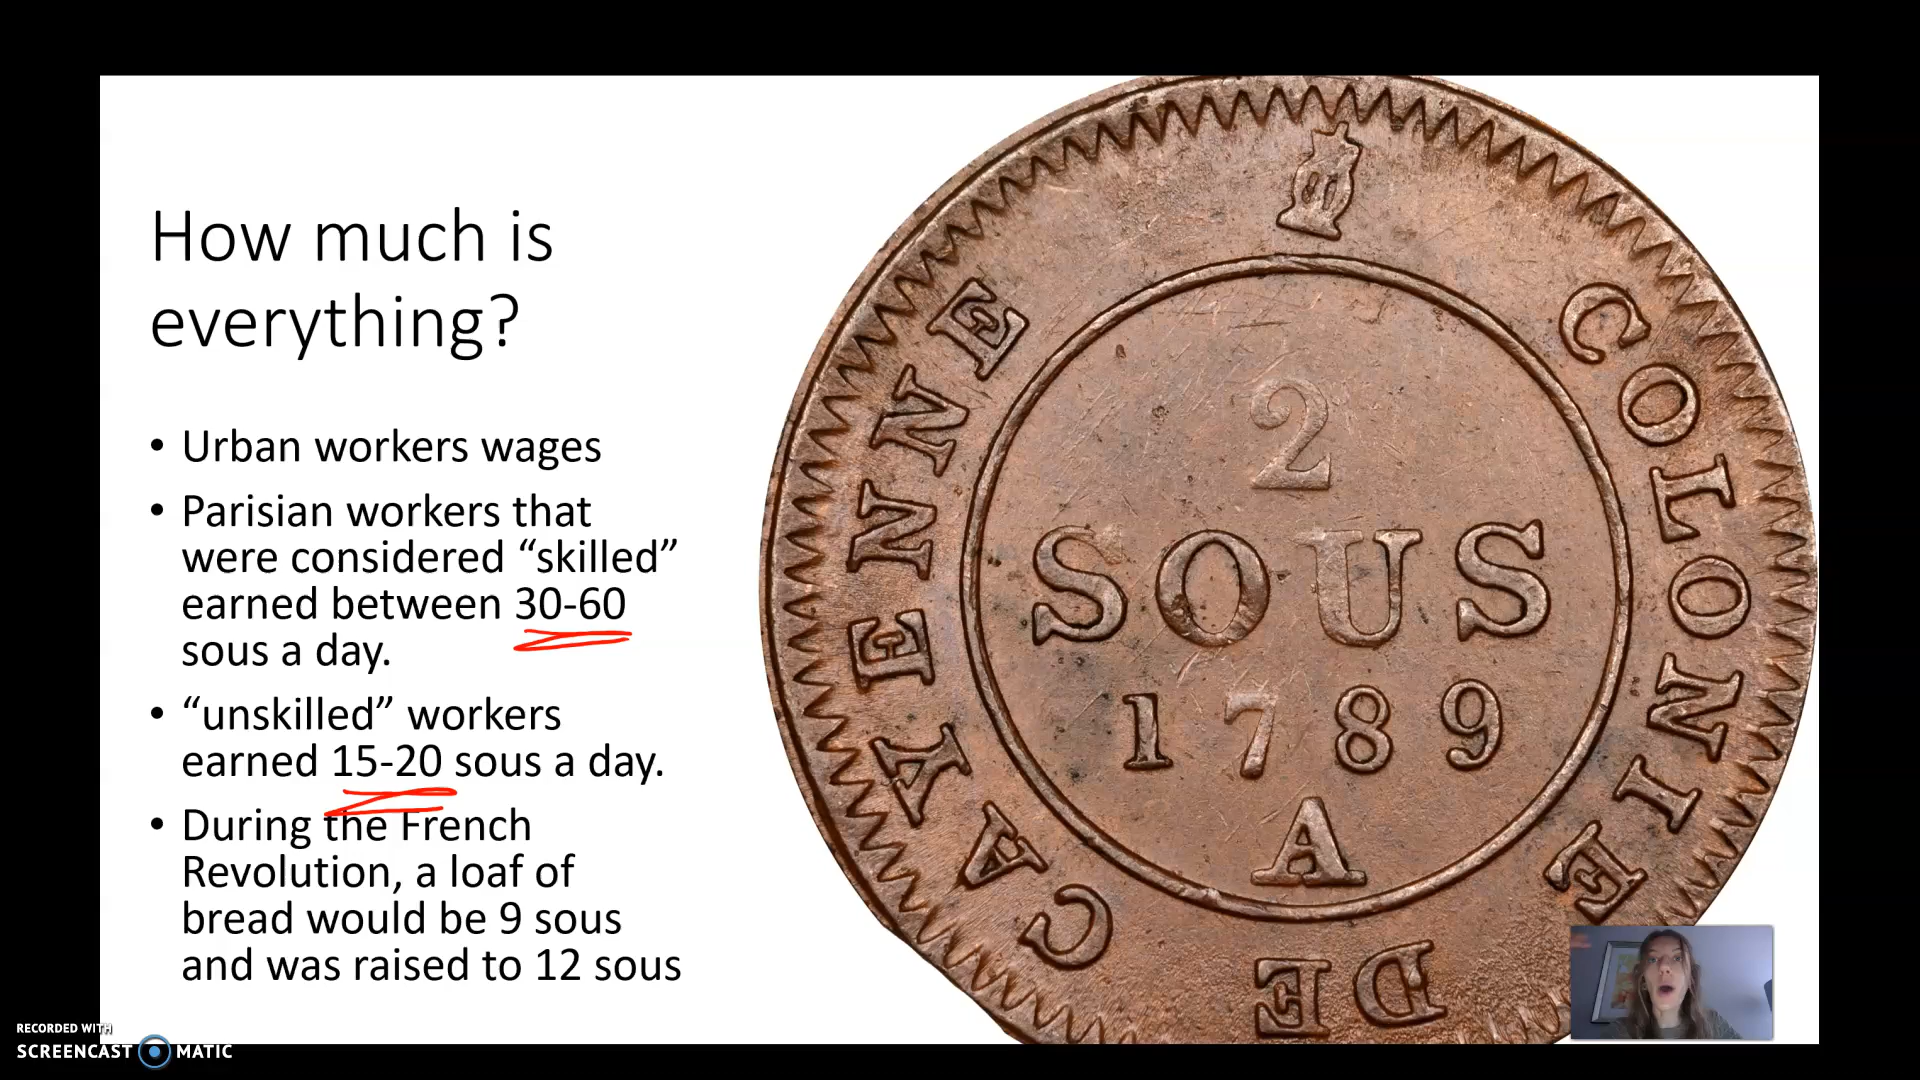 How much is
everything?
• Urban workers wages
• Parisian workers that
were considered “skilled”
earned between 30-60
sous a day.
• “unskilled” workers
earned 15-20 sous a day.
• During the French
Revolution, a loaf of
bread would be 9 sous
and was raised to 12 sous
COLONIE DE CAYENNE
2
SOUS
1789
A
RECORDED WITH
SCREENCAST MATIC